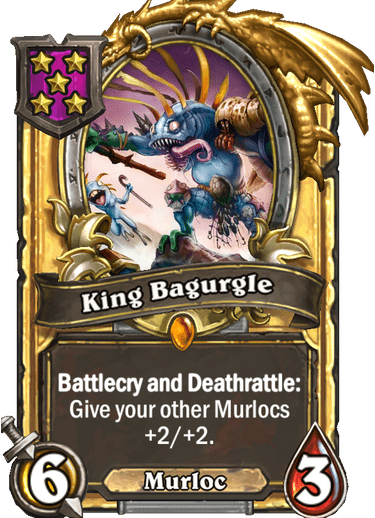 King Bagurgle
Battlecry and Deathrattle:
Give your other Murlocs
+2/+2.
6
Murloc
3